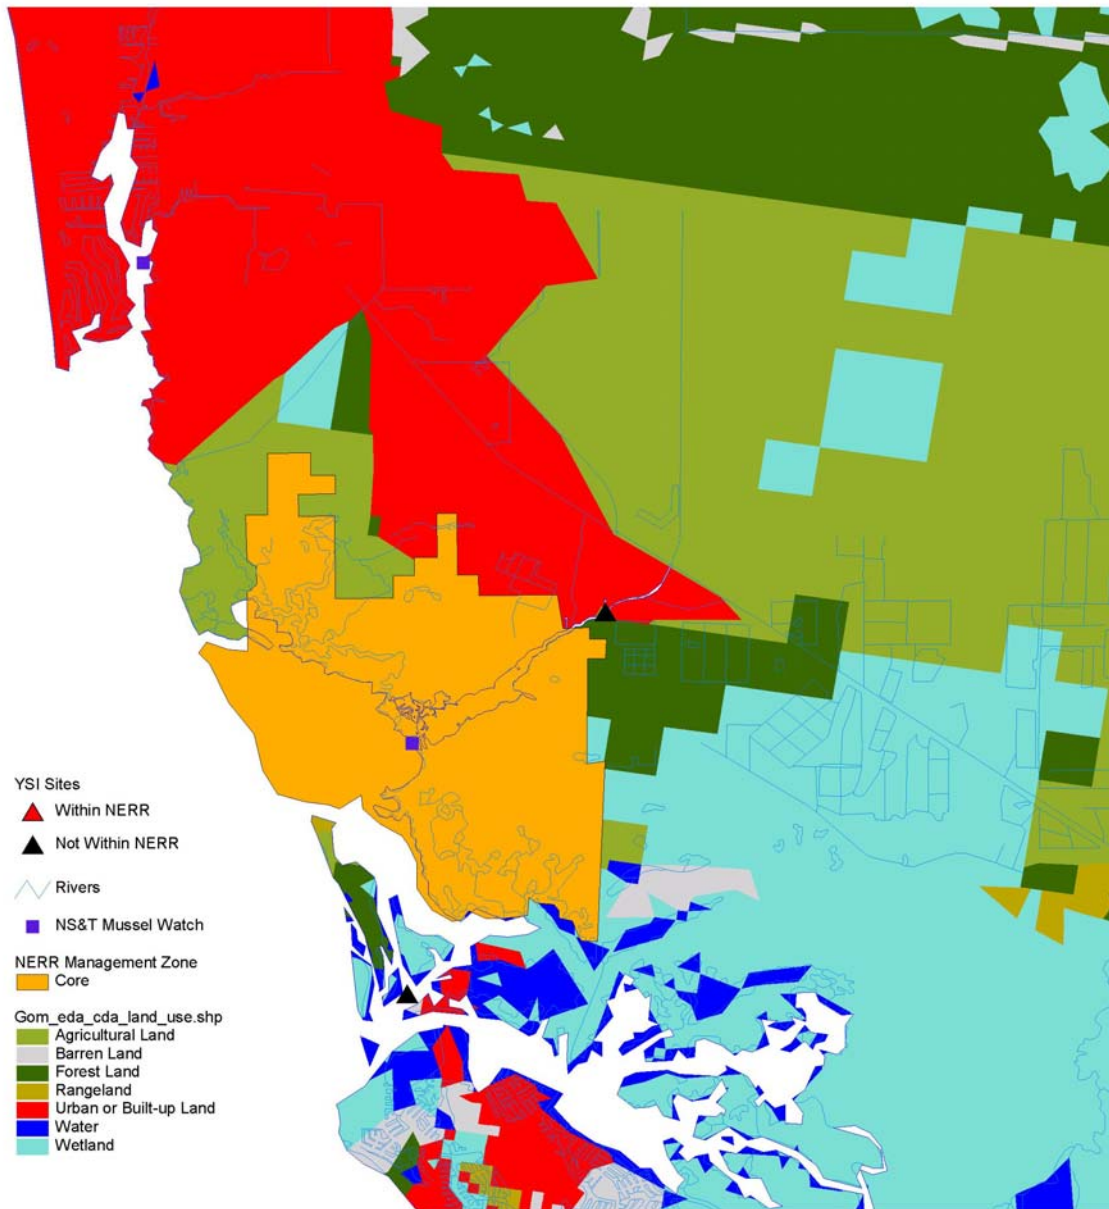 YSI Sites
Within NERR
Not Within NERR
Rivers
NS&T Mussel Watch
NERR Management Zone
Core
Gom_eda_cda_land_use.shp
Agricultural Land
Barren Land
Forest Land
Rangeland
Urban or Built-up Land
Water
Wetland